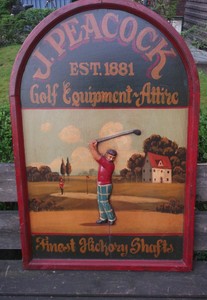 J. PEACOCK
EST. 1881
Golf Equipment • Attire
Finest Hickory Shafts